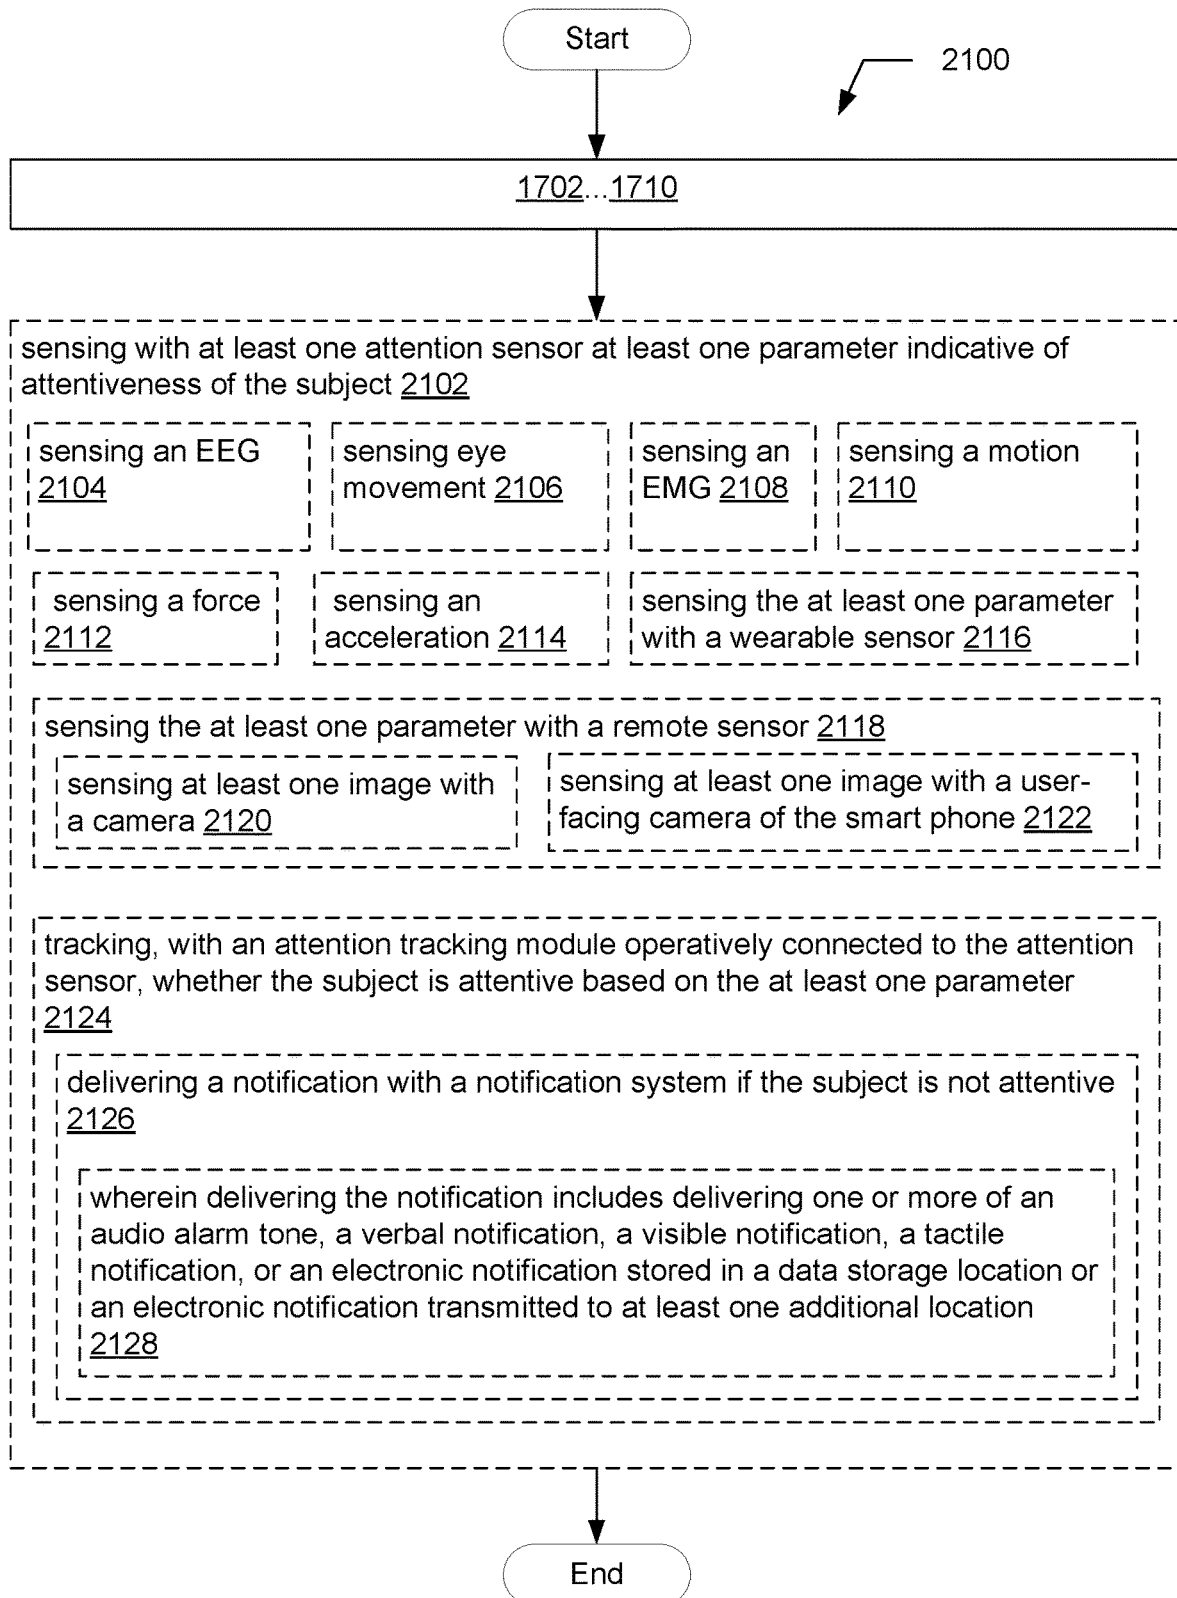 Start
2100
1702...1710
sensing with at least one attention sensor at least one parameter indicative of
attentiveness of the subject 2102
sensing an EEG
2104
sensing eye
movement 2106
sensing an
EMG 2108
sensing a motion
2110
sensing a force
2112
sensing an
acceleration 2114
sensing the at least one parameter
with a wearable sensor 2116
sensing the at least one parameter with a remote sensor 2118
sensing at least one image with
a camera 2120
sensing at least one image with a user-
facing camera of the smart phone 2122
tracking, with an attention tracking module operatively connected to the attention
sensor, whether the subject is attentive based on the at least one parameter
2124
delivering a notification with a notification system if the subject is not attentive
2126
wherein delivering the notification includes delivering one or more of an
audio alarm tone, a verbal notification, a visible notification, a tactile
notification, or an electronic notification stored in a data storage location or
an electronic notification transmitted to at least one additional location
2128
End